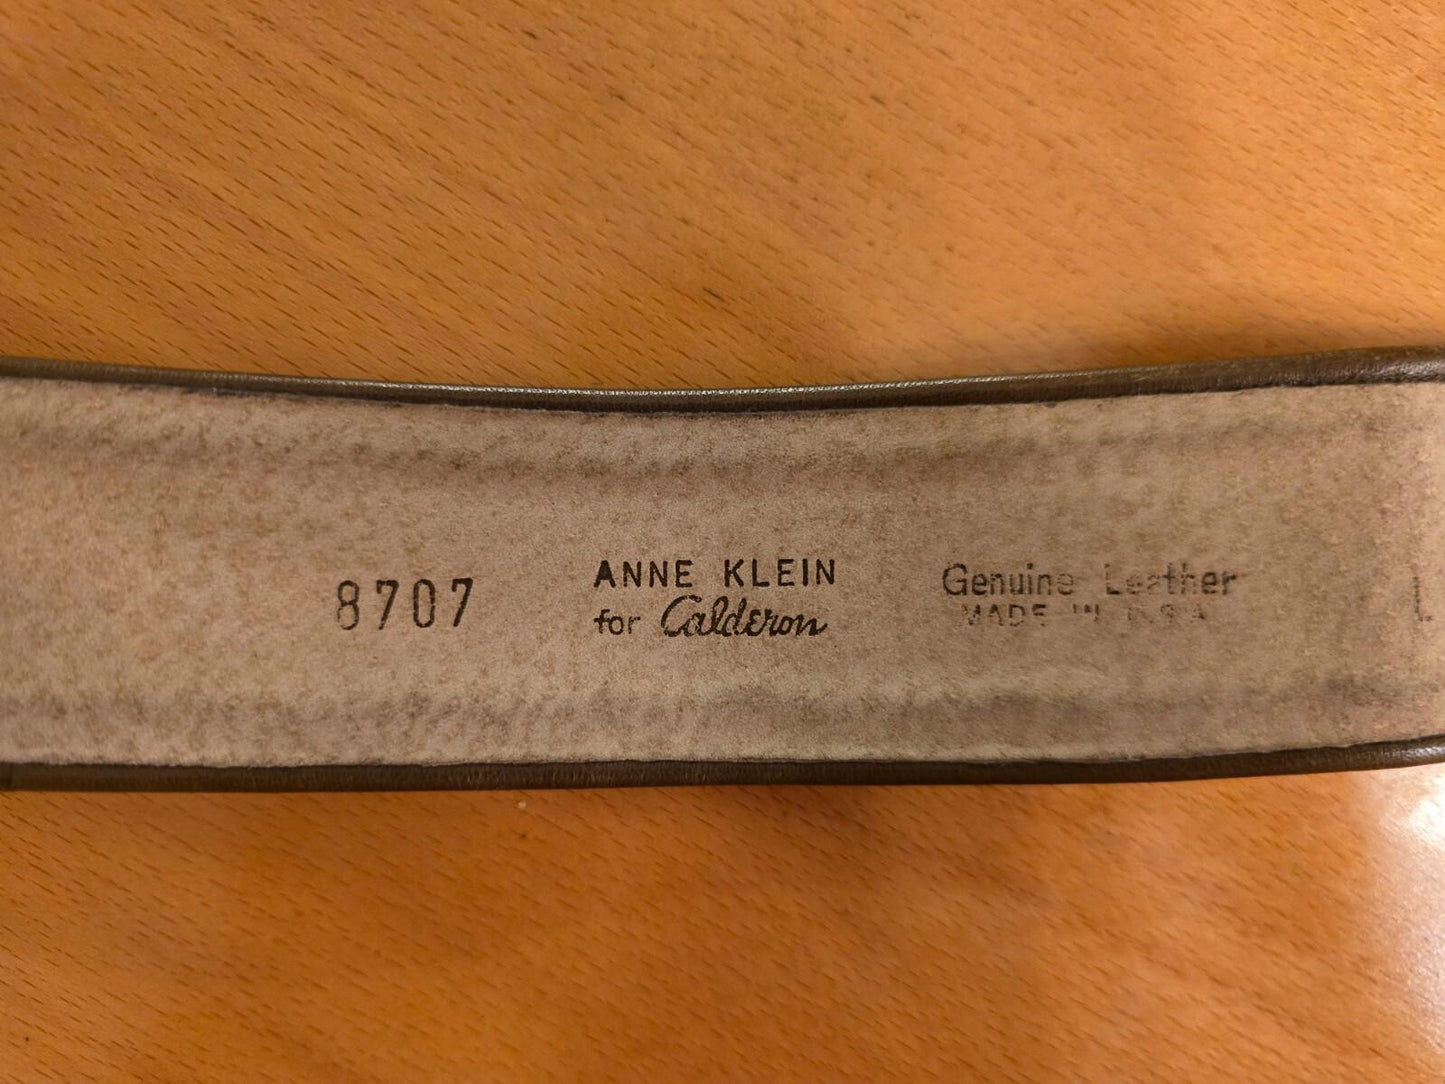 8707
ANNE KLEIN
for Calderon
Genuine Leather
MADE IN U.S.A
L